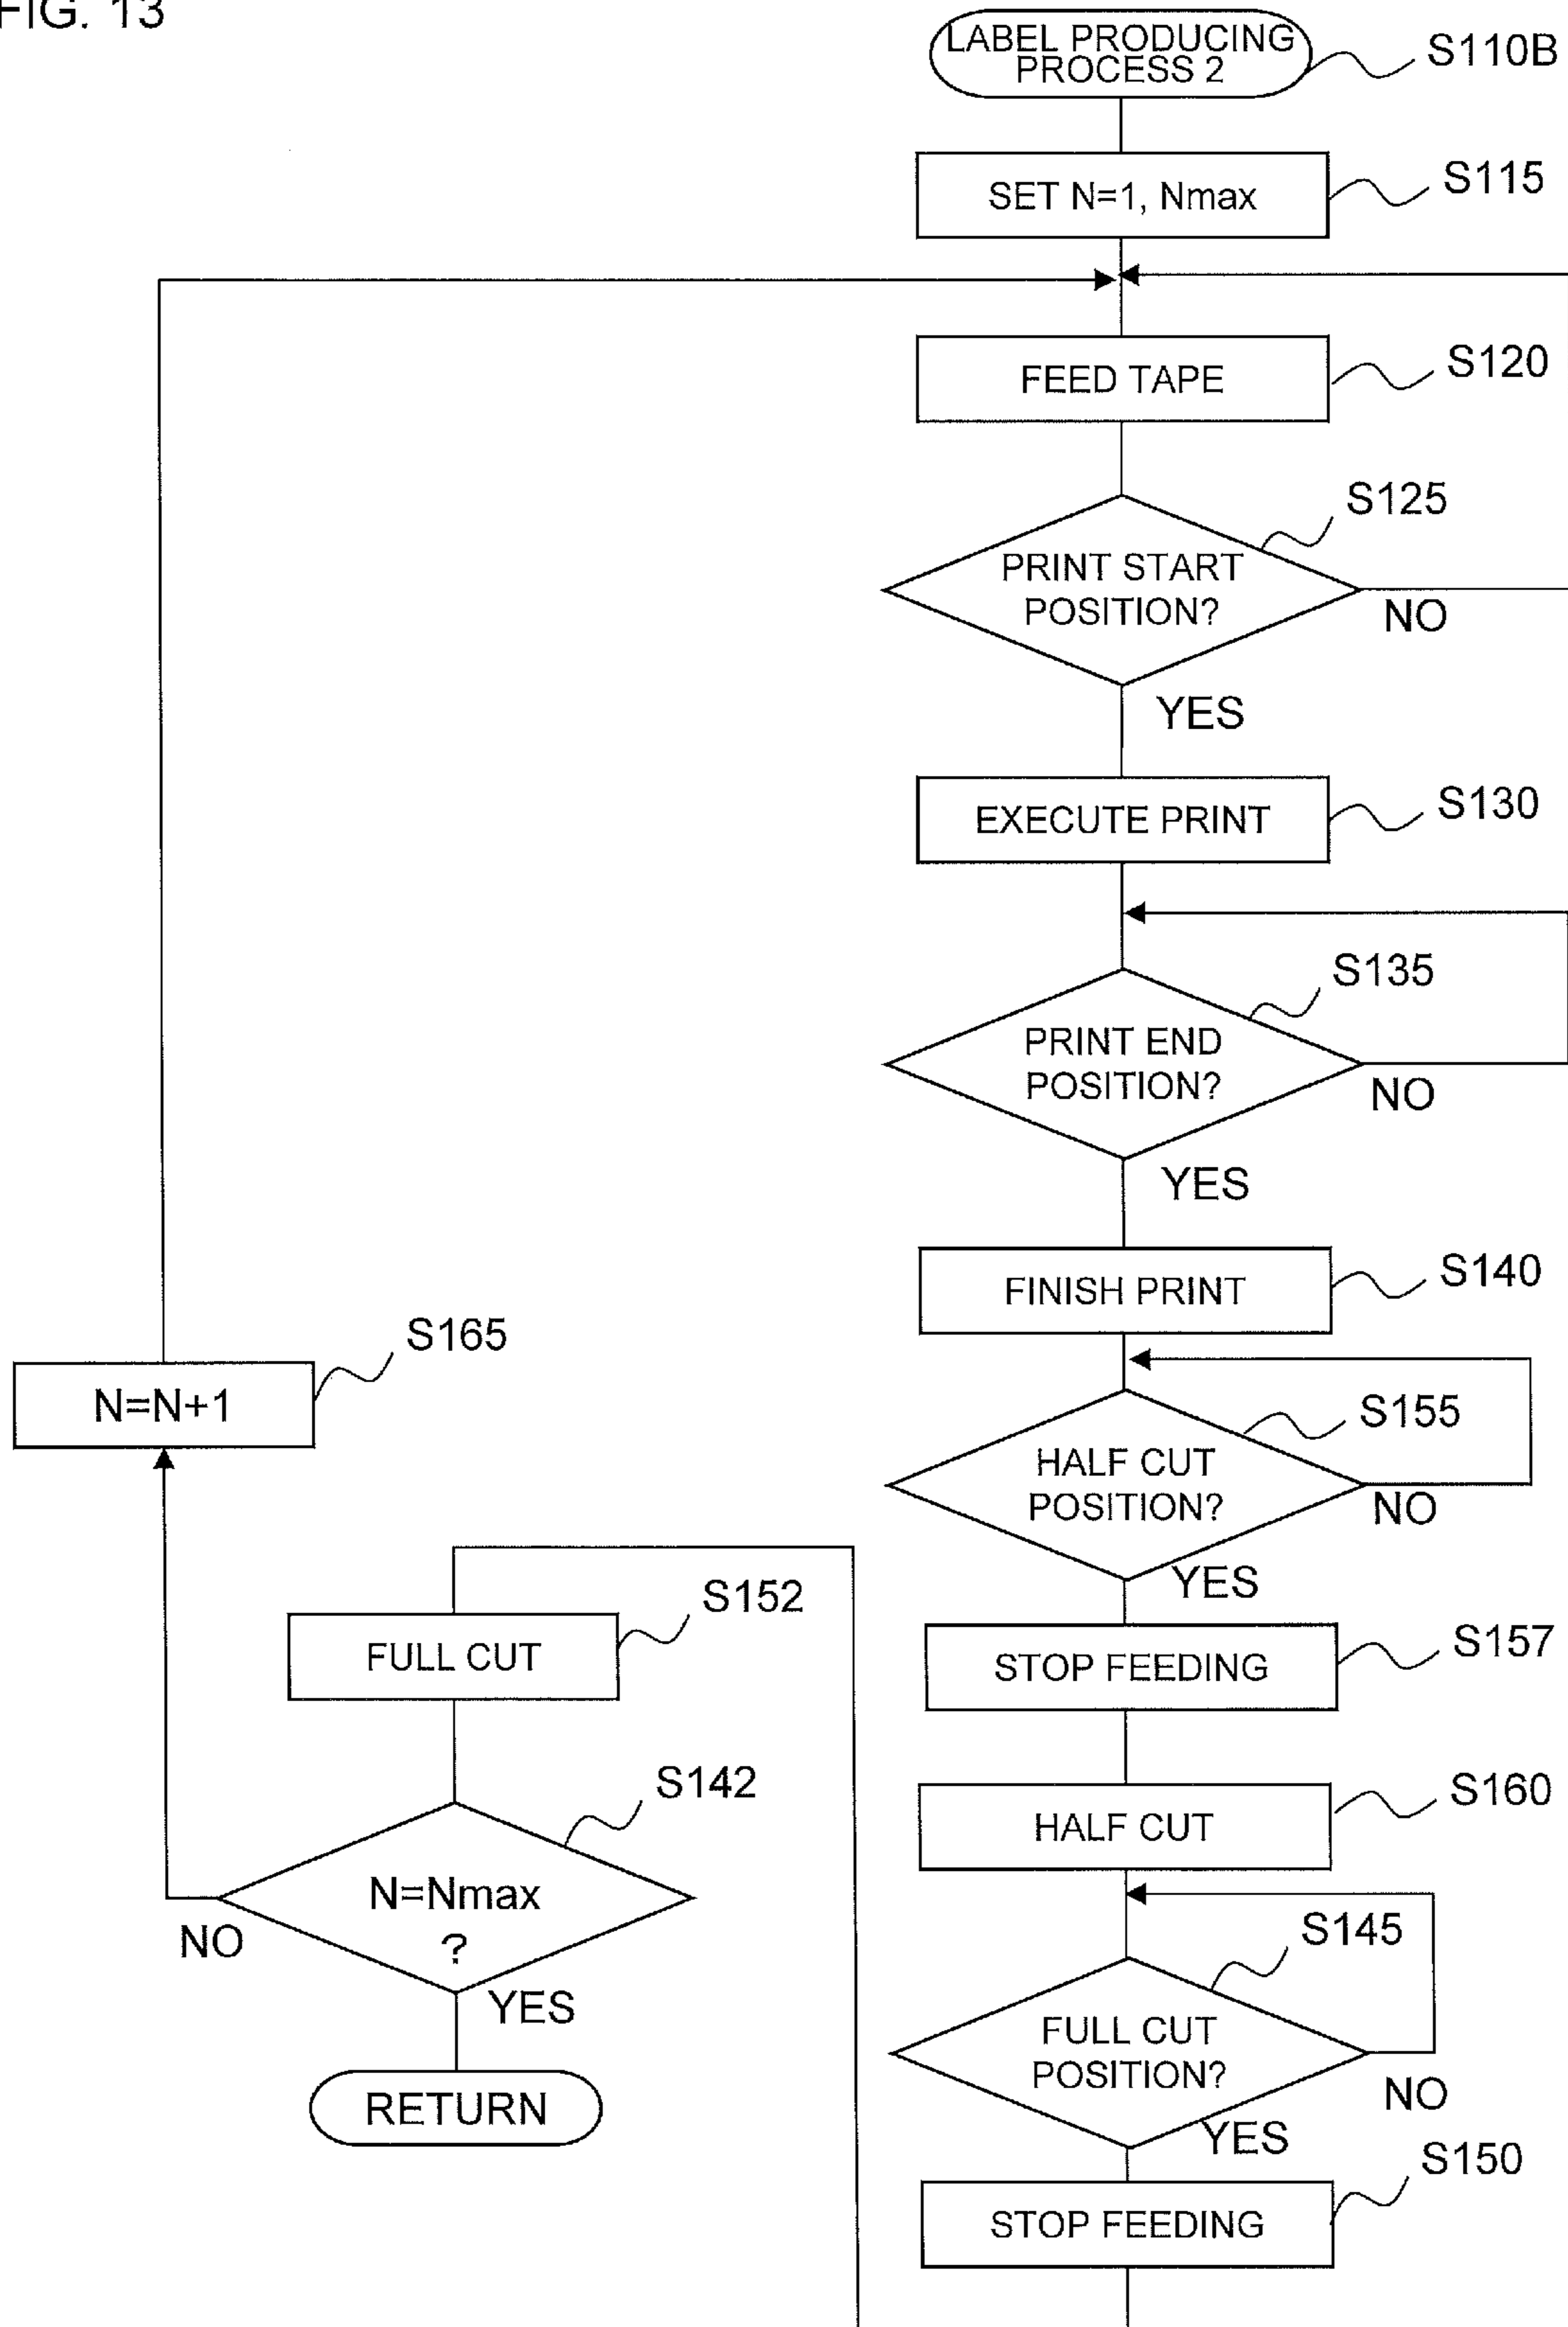 FIG. 13
LABEL PRODUCING
PROCESS 2
S110B
SET N=1, Nmax
S115
FEED TAPE
S120
S125
PRINT START
POSITION?
NO
YES
EXECUTE PRINT
S130
S135
PRINT END
POSITION?
NO
YES
FINISH PRINT
S140
S155
HALF CUT
POSITION?
NO
YES
STOP FEEDING
S157
HALF CUT
S160
S145
FULL CUT
POSITION?
NO
YES
S150
STOP FEEDING
S152
FULL CUT
S142
N=Nmax
?
NO
YES
RETURN
S165
N=N+1